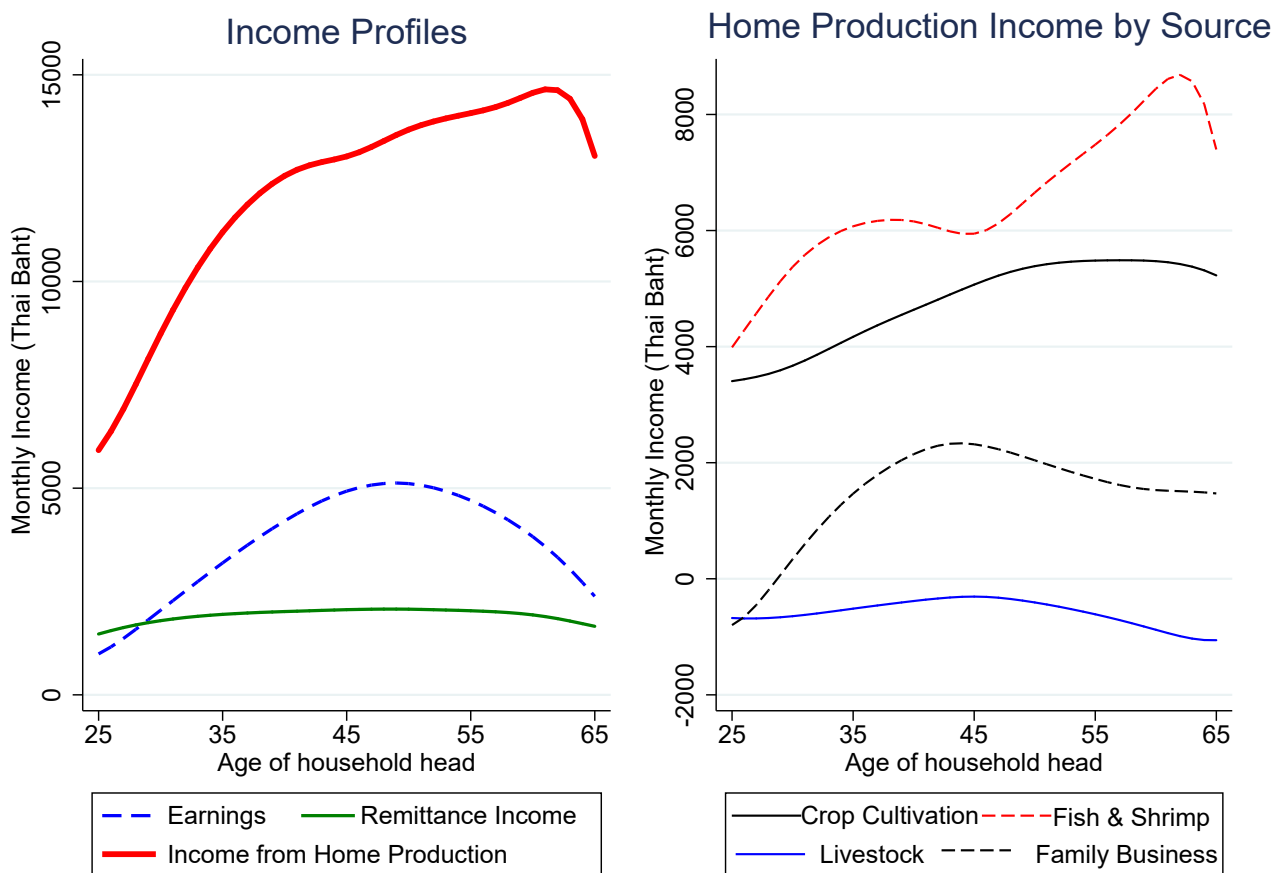 Income Profiles
Monthly Income (Thai Baht)
15000
10000
5000
0
25 35 45 55 65
Age of household head
Earnings Remittance Income
Income from Home Production
Home Production Income by Source
Monthly Income (Thai Baht)
8000
6000
4000
2000
0
-2000
25 35 45 55 65
Age of household head
Crop Cultivation Fish & Shrimp
Livestock Family Business